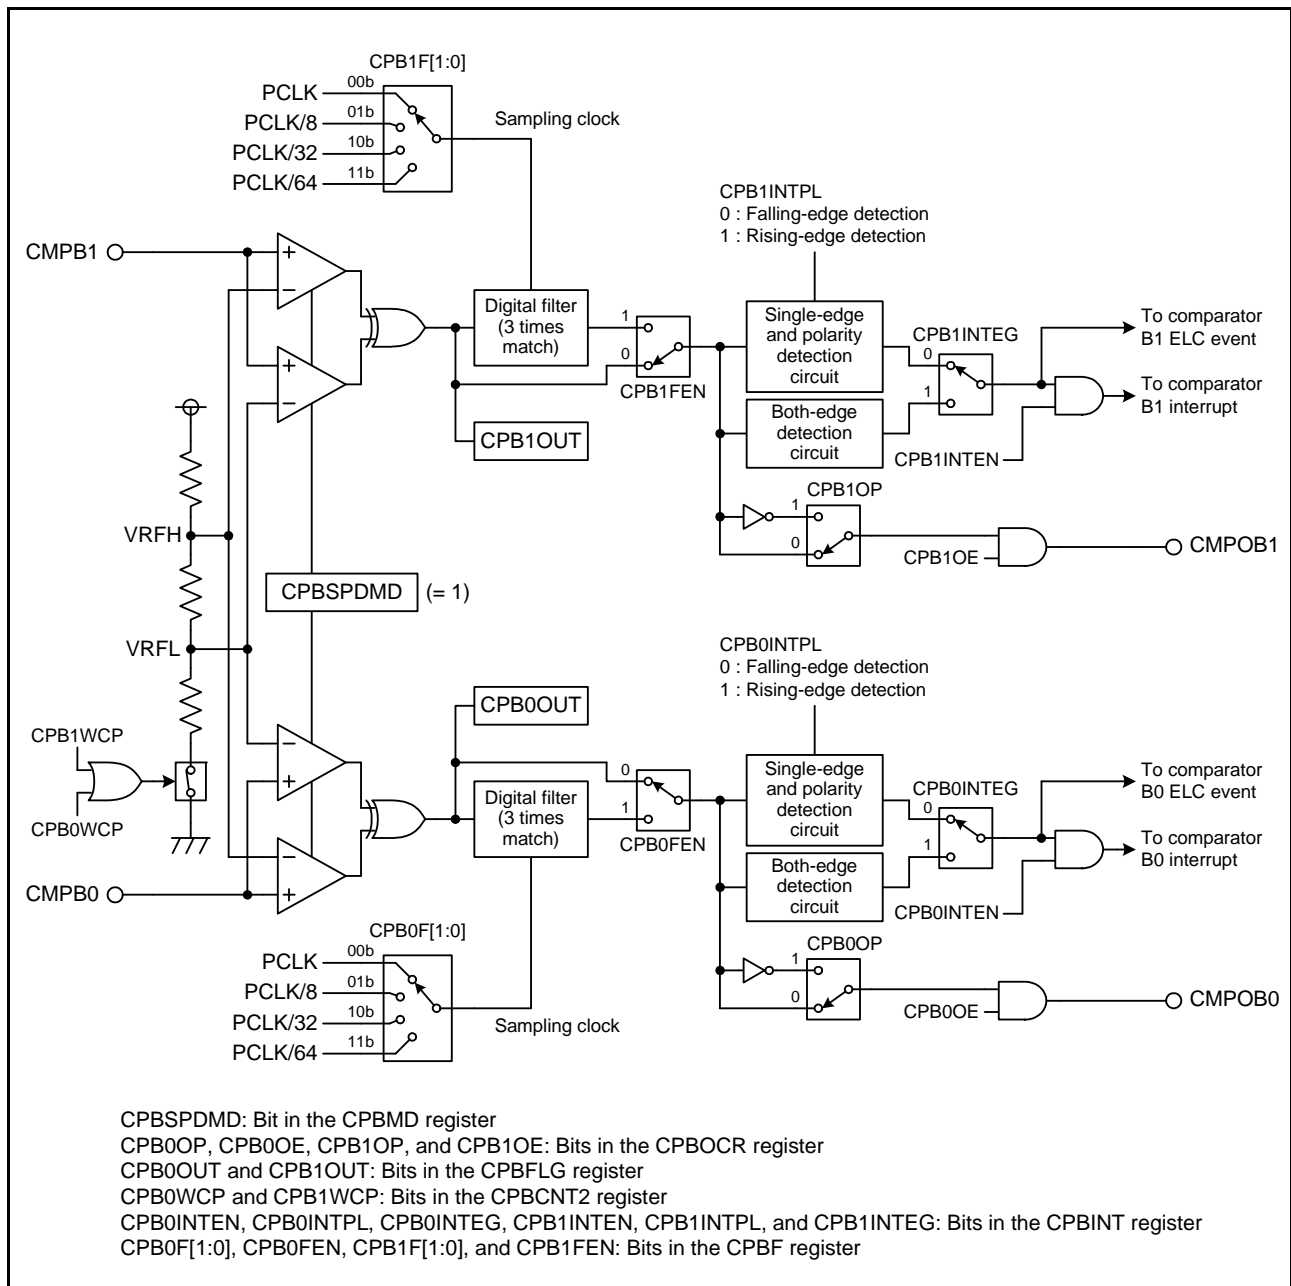 CPB1F[1:0]
PCLK
00b
PCLK/8
01b
PCLK/32
10b
PCLK/64
11b
Sampling clock
CPB1INTPL
0 : Falling-edge detection
1 : Rising-edge detection
CMPB1
+
−
+
−
Digital filter
(3 times
match)
1
0
CPB1FEN
CPB1OUT
Single-edge
and polarity
detection
circuit
Both-edge
detection
circuit
CPB1INTEG
0
1
CPB1INTEN
To comparator
B1 ELC event
To comparator
B1 interrupt
CPB1OP
1
0
CPB1OE
CMPOB1
VRFH
CPBSPDMD
(= 1)
VRFL
CPB1WCP
CPB0WCP
CPB0INTPL
0 : Falling-edge detection
1 : Rising-edge detection
CPB0OUT
−
+
−
+
CMPB0
Digital filter
(3 times
match)
0
1
CPB0FEN
Single-edge
and polarity
detection
circuit
Both-edge
detection
circuit
CPB0INTEG
0
1
CPB0INTEN
To comparator
B0 ELC event
To comparator
B0 interrupt
CPB0OP
1
0
CPB0OE
CMPOB0
CPB0F[1:0]
PCLK
00b
PCLK/8
01b
PCLK/32
10b
PCLK/64
11b
Sampling clock
CPBSPDMD: Bit in the CPBMD register
CPB0OP, CPB0OE, CPB1OP, and CPB1OE: Bits in the CPBOCR register
CPB0OUT and CPB1OUT: Bits in the CPBFLG register
CPB0WCP and CPB1WCP: Bits in the CPBCNT2 register
CPB0INTEN, CPB0INTPL, CPB0INTEG, CPB1INTEN, CPB1INTPL, and CPB1INTEG: Bits in the CPBINT register
CPB0F[1:0], CPB0FEN, CPB1F[1:0], and CPB1FEN: Bits in the CPBF register